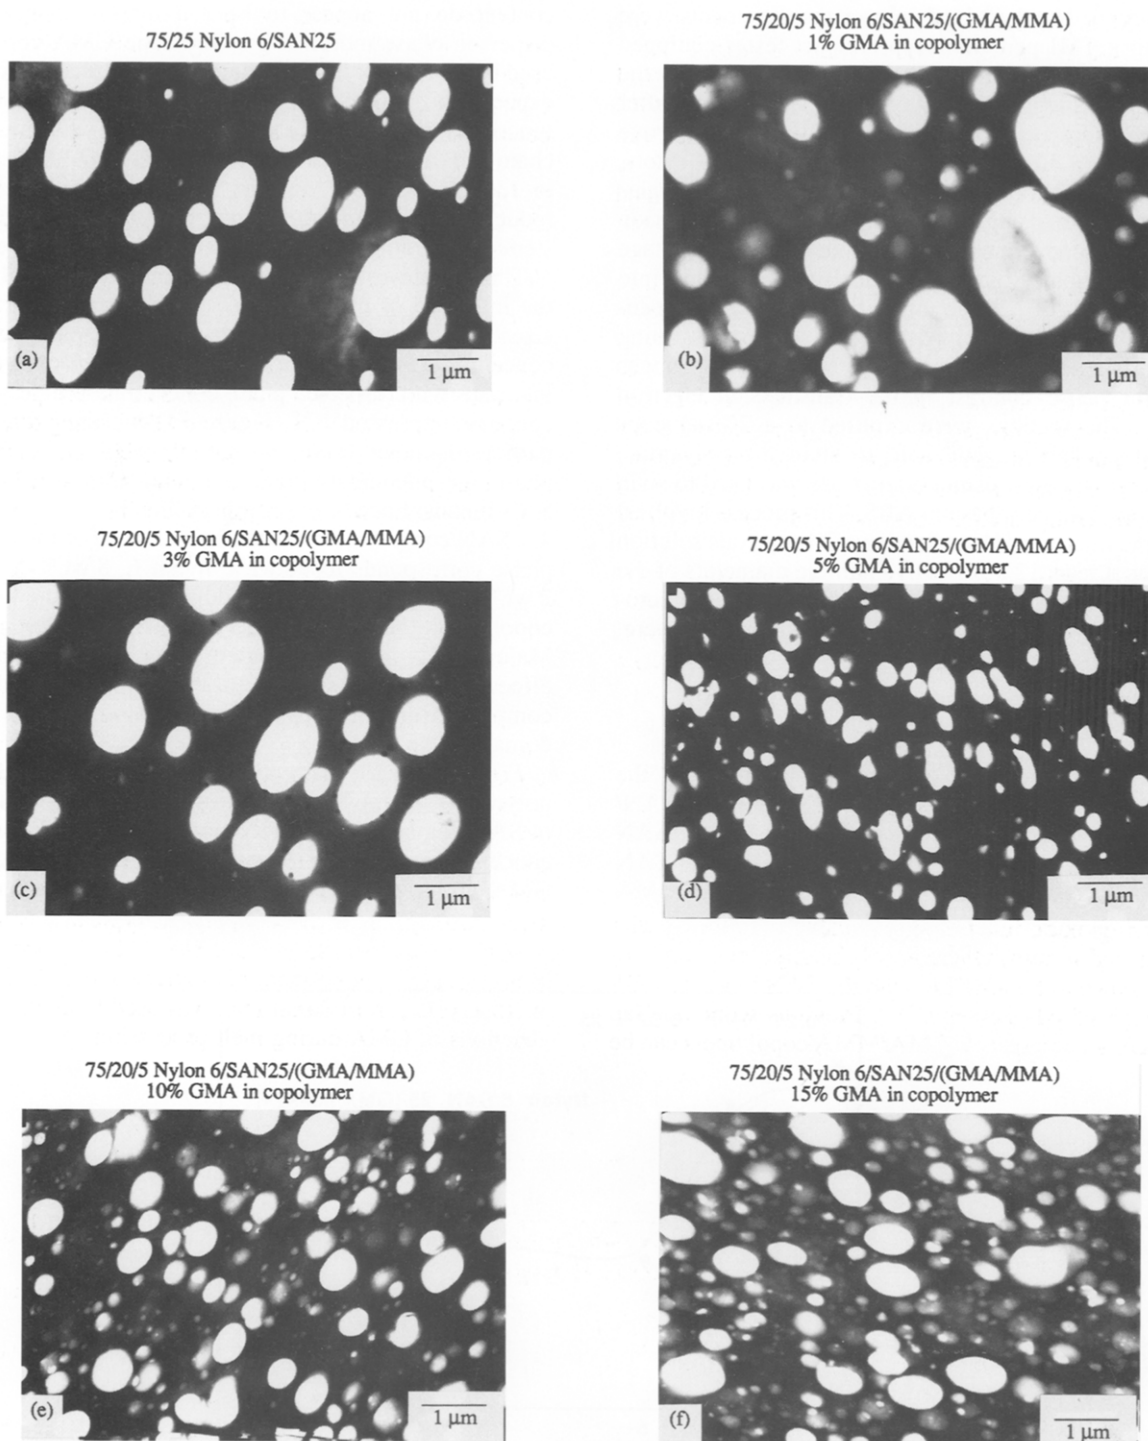 75/25 Nylon 6/SAN25
75/20/5 Nylon 6/SAN25/(GMA/MMA)
1% GMA in copolymer
(a)
1 μm
(b)
1 μm
75/20/5 Nylon 6/SAN25/(GMA/MMA)
3% GMA in copolymer
75/20/5 Nylon 6/SAN25/(GMA/MMA)
5% GMA in copolymer
(c)
1 μm
(d)
1 μm
75/20/5 Nylon 6/SAN25/(GMA/MMA)
10% GMA in copolymer
75/20/5 Nylon 6/SAN25/(GMA/MMA)
15% GMA in copolymer
(e)
1 μm
(f)
1 μm